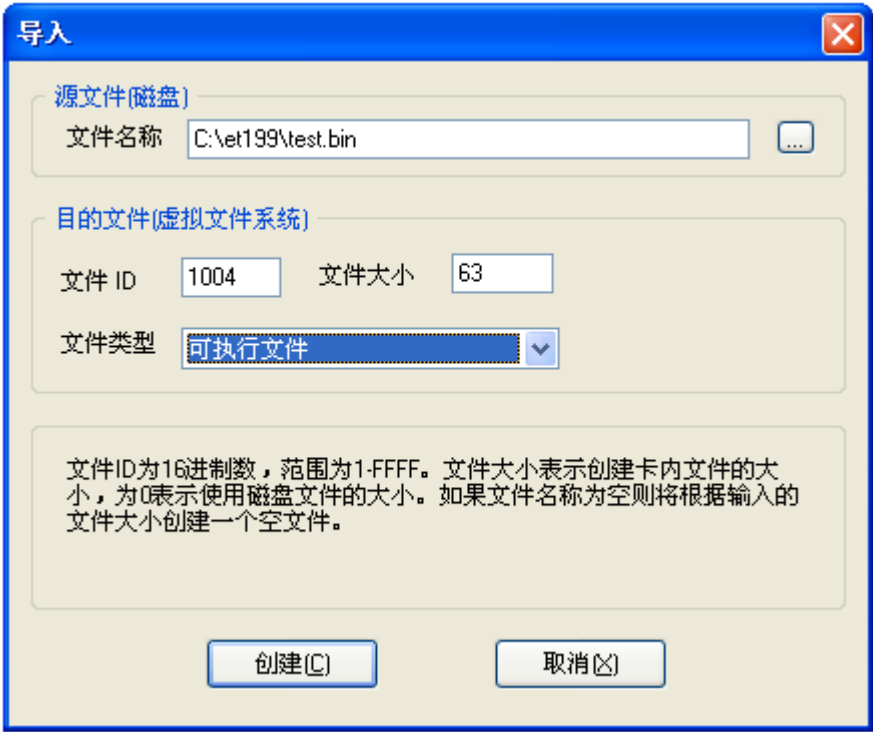 导入
源文件(磁盘)
文件名称 C:\et199\test.bin ...
目的文件(虚拟文件系统)
文件 ID 1004 文件大小 63
文件类型 可执行文件
文件ID为16进制数，范围为1-FFFF。文件大小表示创建卡内文件的大
小，为0表示使用磁盘文件的大小。如果文件名称为空则将根据输入的
文件大小创建一个空文件。
创建(C) 取消(X)